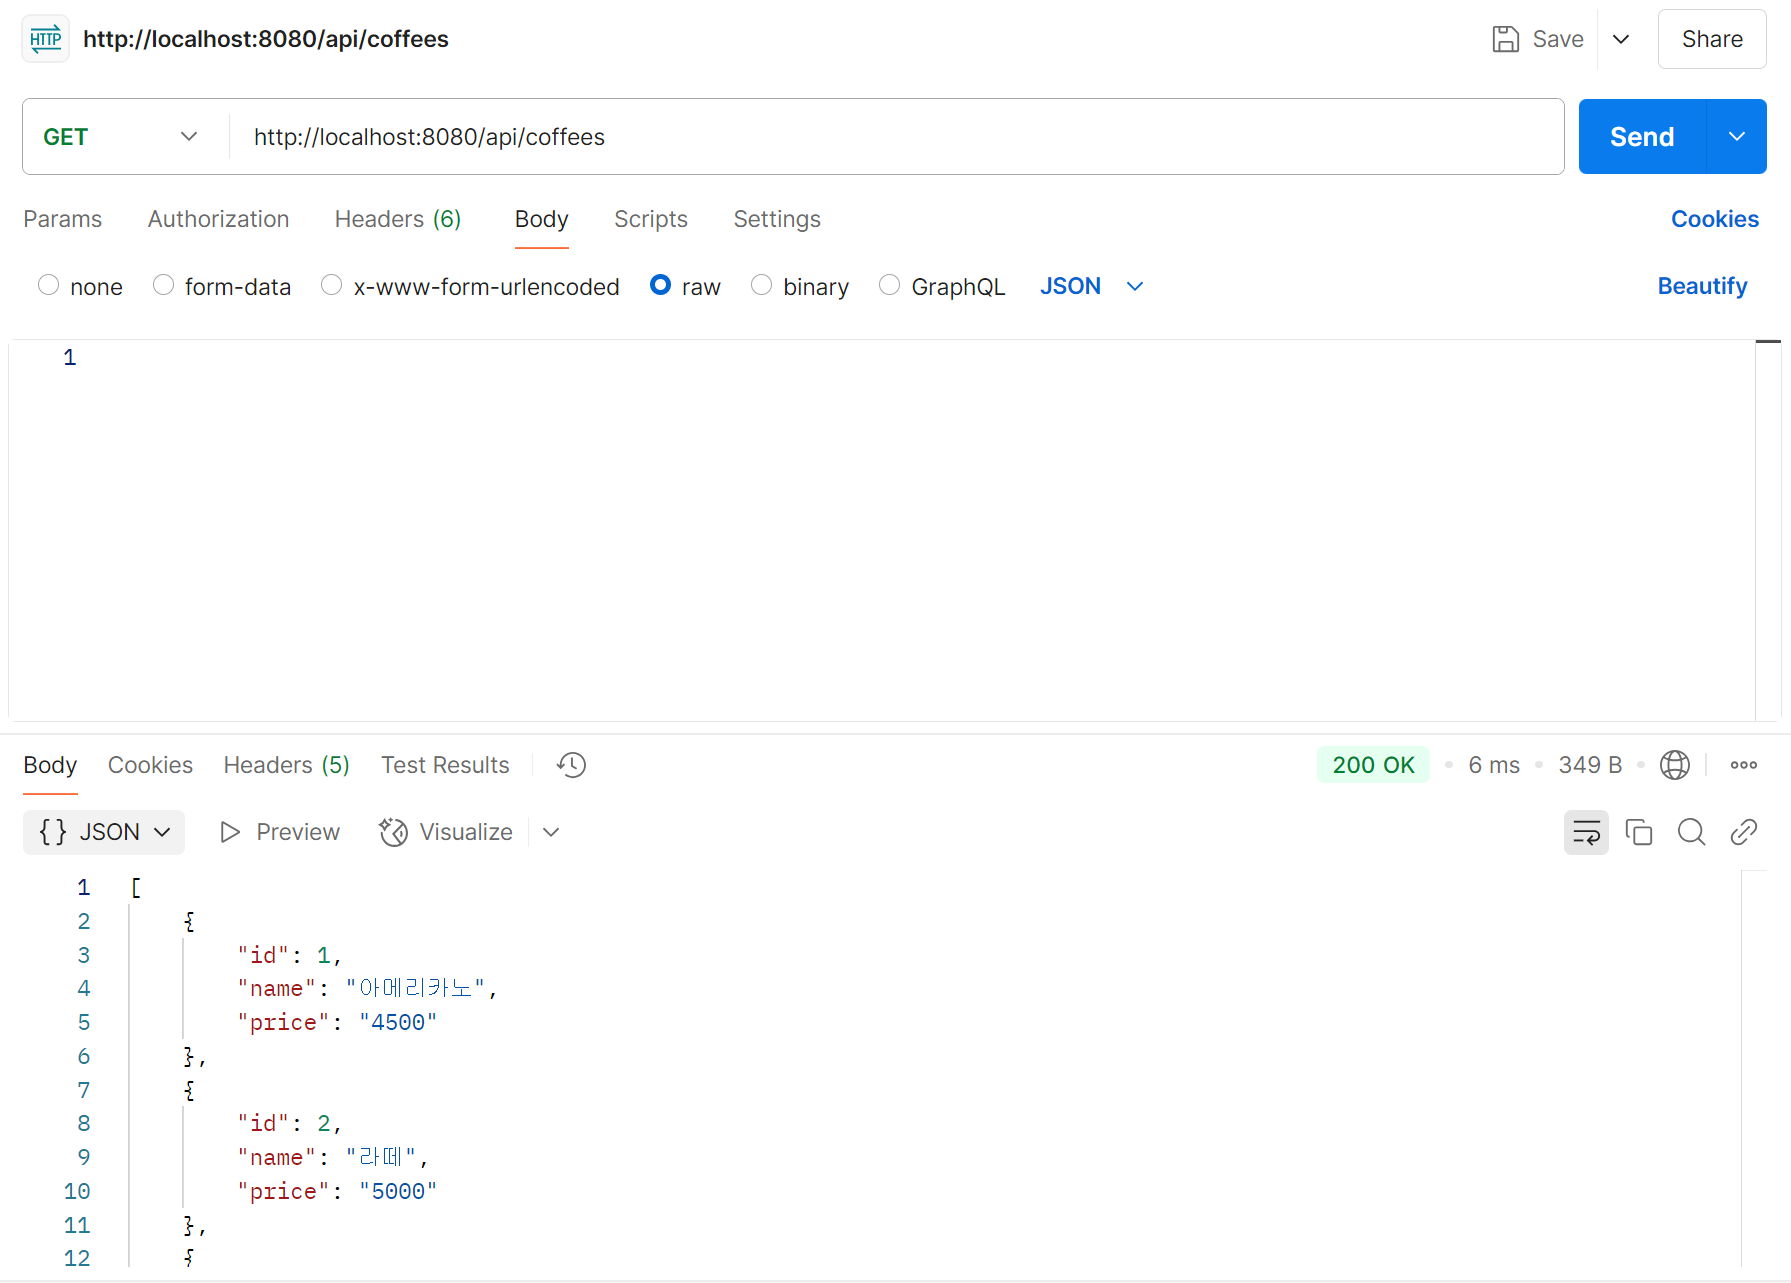 HTTP http://localhost:8080/api/coffees Save Share
GET http://localhost:8080/api/coffees Send
Params Authorization Headers (6) Body Scripts Settings Cookies
none form-data x-www-form-urlencoded raw binary GraphQL JSON Beautify
1
Body Cookies Headers (5) Test Results 200 OK 6 ms 349 B
{} JSON Preview Visualize
1 [
2 {
3 "id": 1,
4 "name": "아메리카노",
5 "price": "4500"
6 },
7 {
8 "id": 2,
9 "name": "라떼",
10 "price": "5000"
11 },
12 {